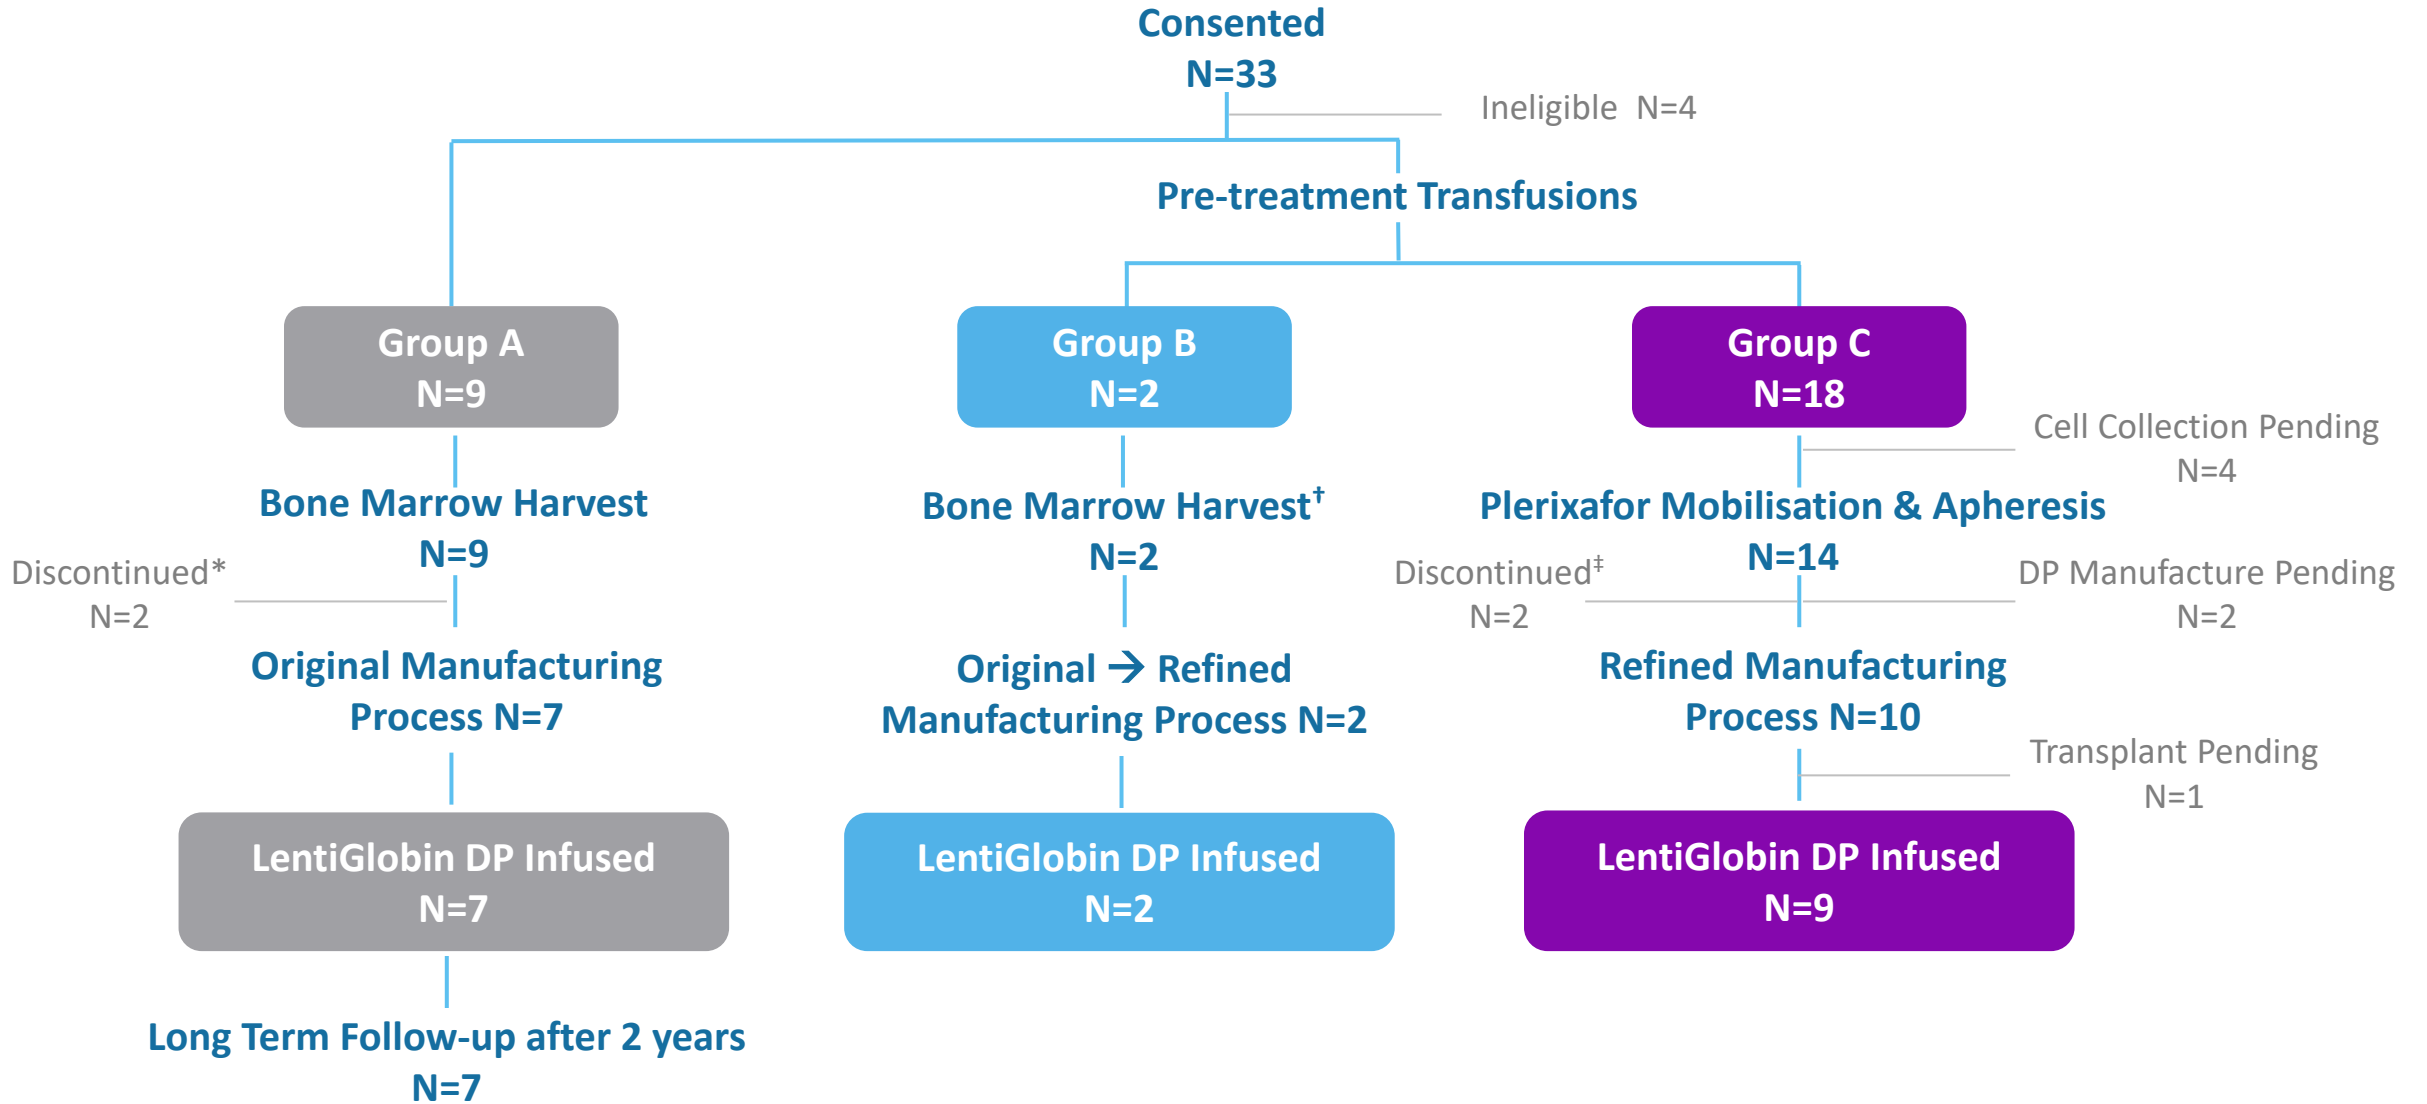 Consented
N=33
Ineligible N=4
Pre-treatment Transfusions
Group A
N=9
Group B
N=2
Group C
N=18
Cell Collection Pending
N=4
Bone Marrow Harvest
N=9
Bone Marrow Harvest†
N=2
Plerixafor Mobilisation & Apheresis
N=14
Discontinued*
N=2
Discontinued‡
N=2
DP Manufacture Pending
N=2
Original Manufacturing
Process N=7
Original → Refined
Manufacturing Process N=2
Refined Manufacturing
Process N=10
Transplant Pending
N=1
LentiGlobin DP Infused
N=7
LentiGlobin DP Infused
N=2
LentiGlobin DP Infused
N=9
Long Term Follow-up after 2 years
N=7